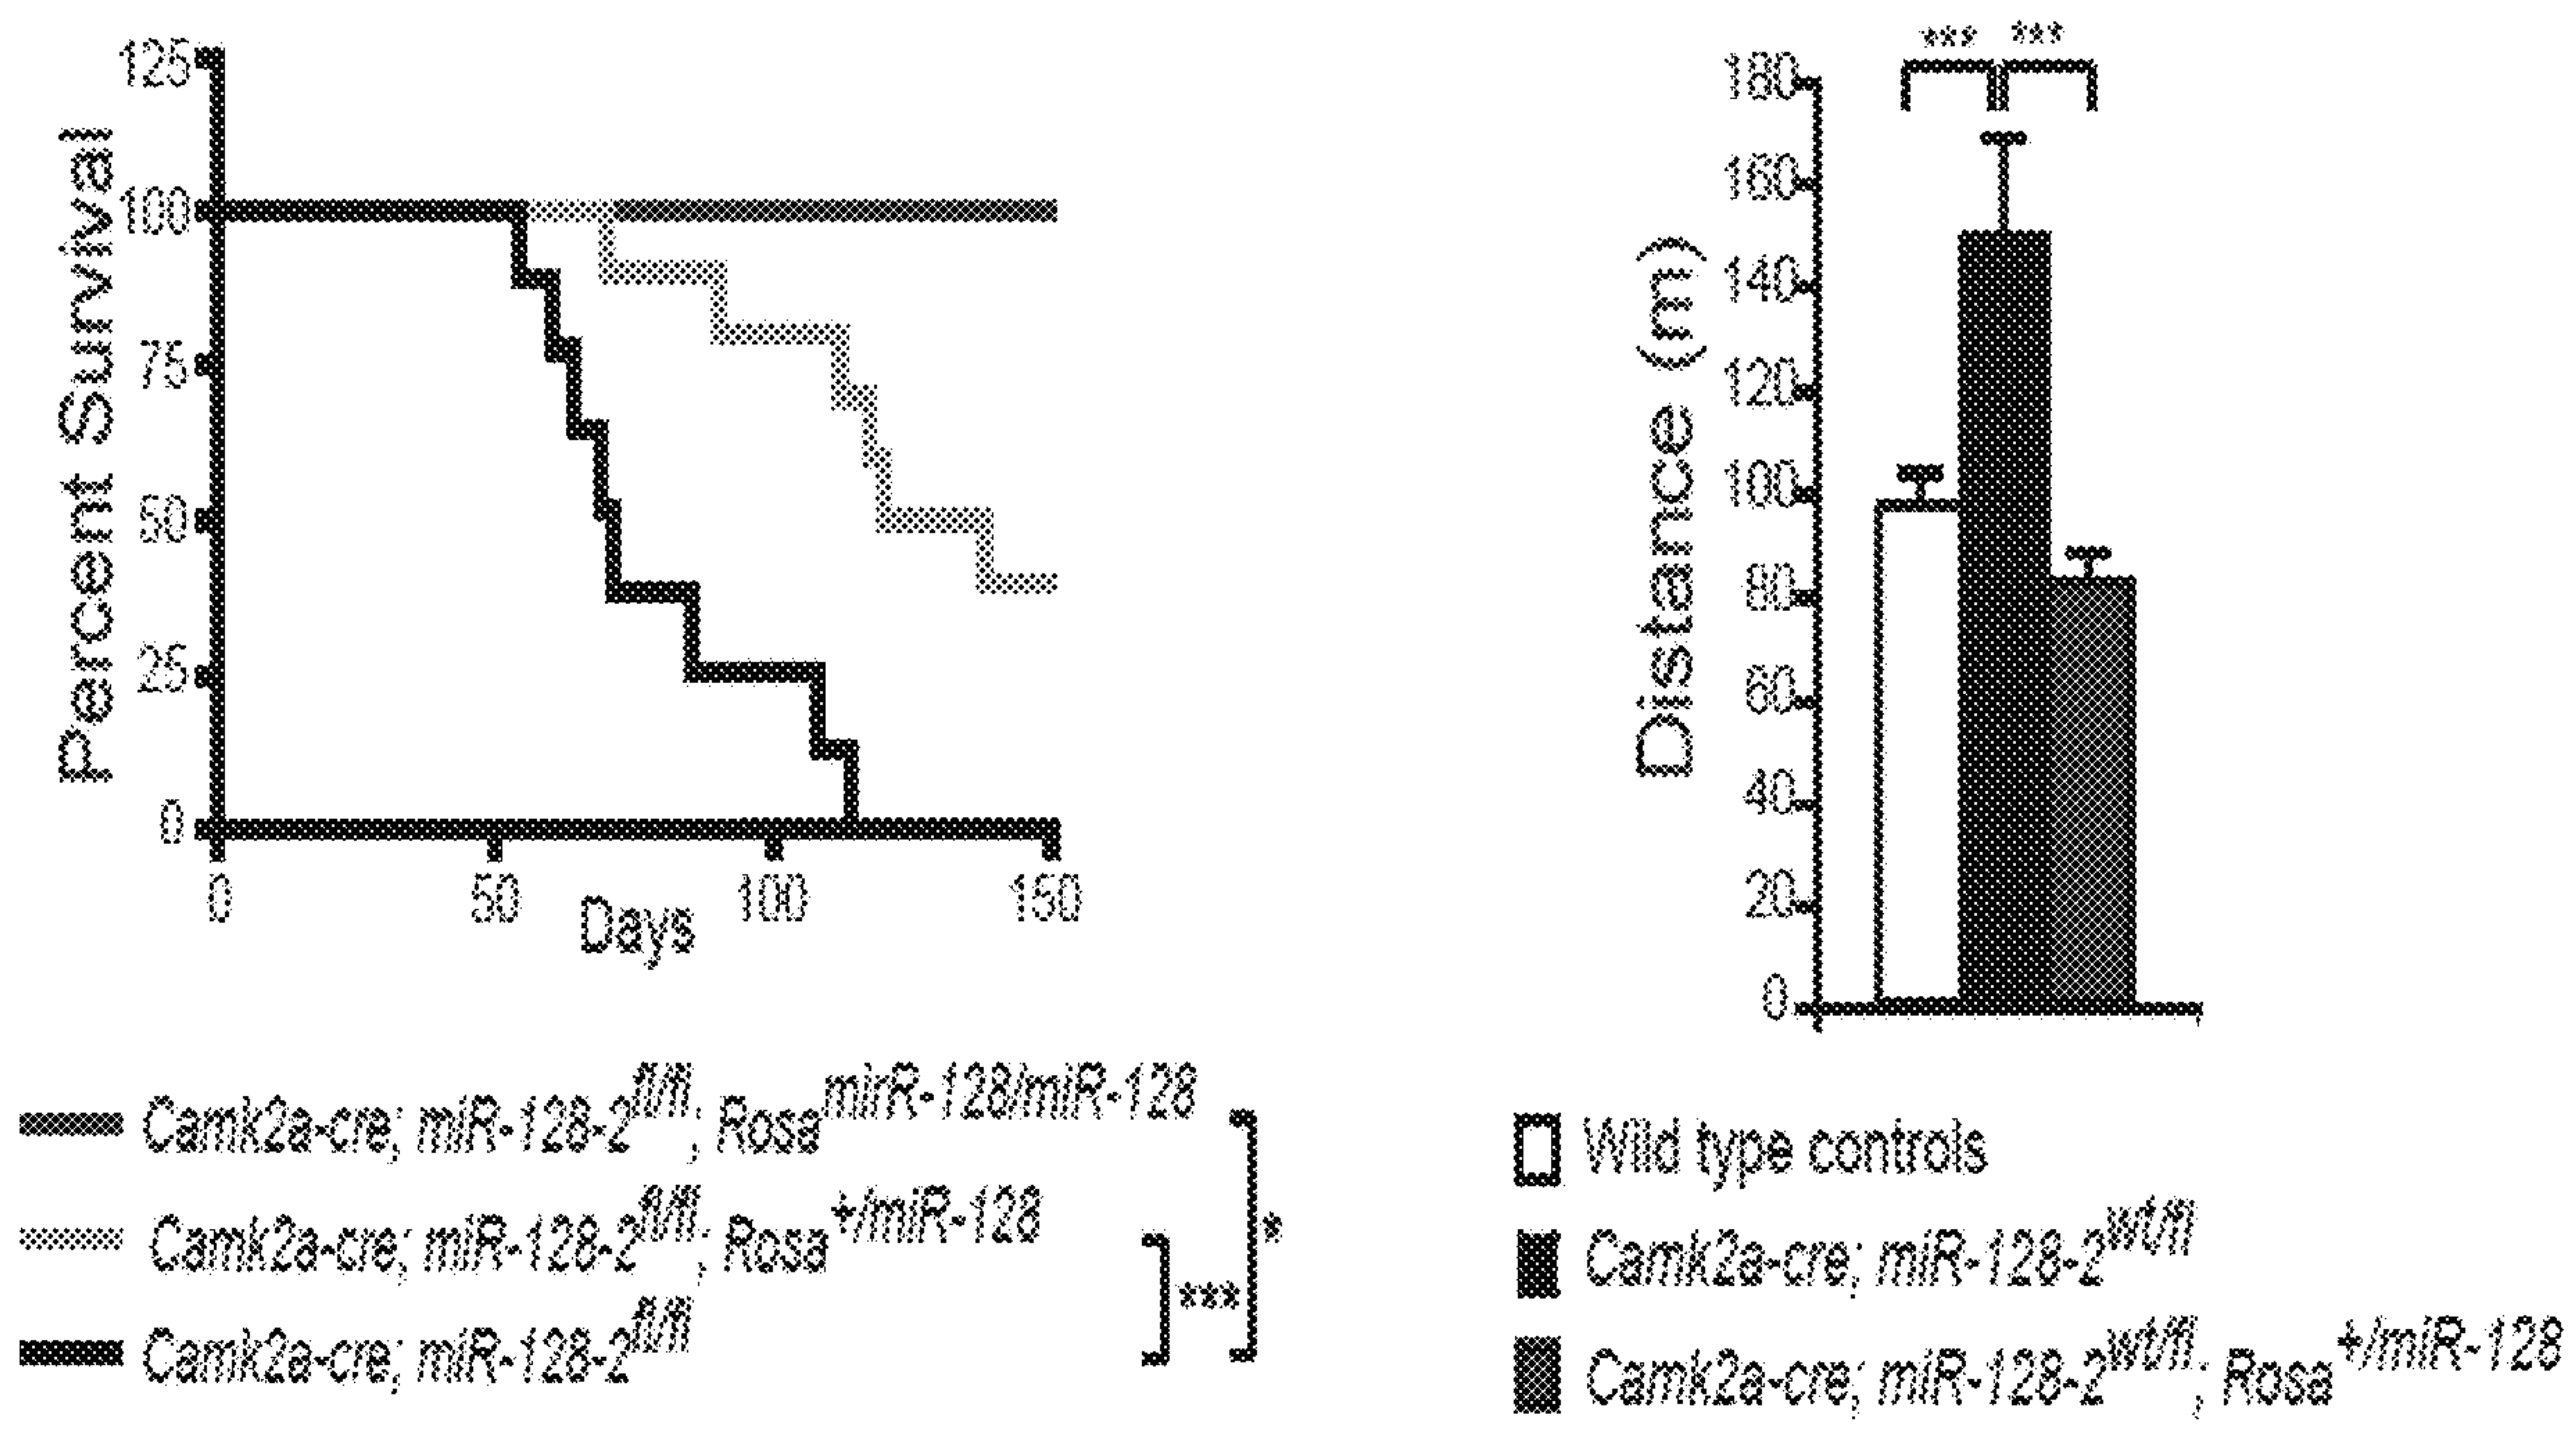 125
100
75
50
25
0
Percent Survival
0 50 100 150
Days
Camk2a-cre; miR-128-2fl/fl; RosamirR-128/miR-128
Camk2a-cre; miR-128-2fl/fl; Rosa+/miR-128
Camk2a-cre; miR-128-2fl/fl
***
*
*** ***
180
160
140
120
100
80
60
40
20
0
Distance (m)
Wild type controls
Camk2a-cre; miR-128-2wt/fl
Camk2a-cre; miR-128-2wt/fl; Rosa+/miR-128